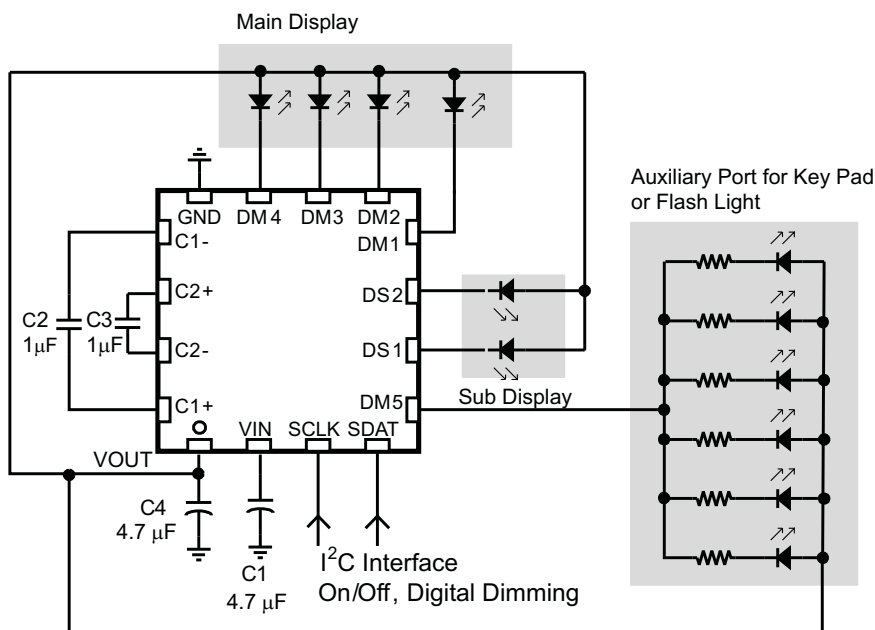 Main Display
Auxiliary Port for Key Pad
or Flash Light
GND
DM4
DM3
DM2
C1-
DM1
C2+
DS2
C2
1μF
C3
1μF
C2-
DS1
C1+
DM5
Sub Display
VIN
SCLK
SDAT
VOUT
C4
4.7 μF
C1
4.7 μF
I²C Interface
On/Off, Digital Dimming